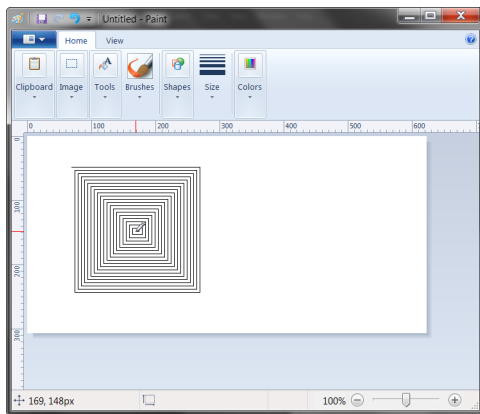 Untitled - Paint
Home View
Clipboard Image Tools Brushes Shapes Size Colors
0 100 200 300 400 500 600
0
100
200
300
169, 148px 100%